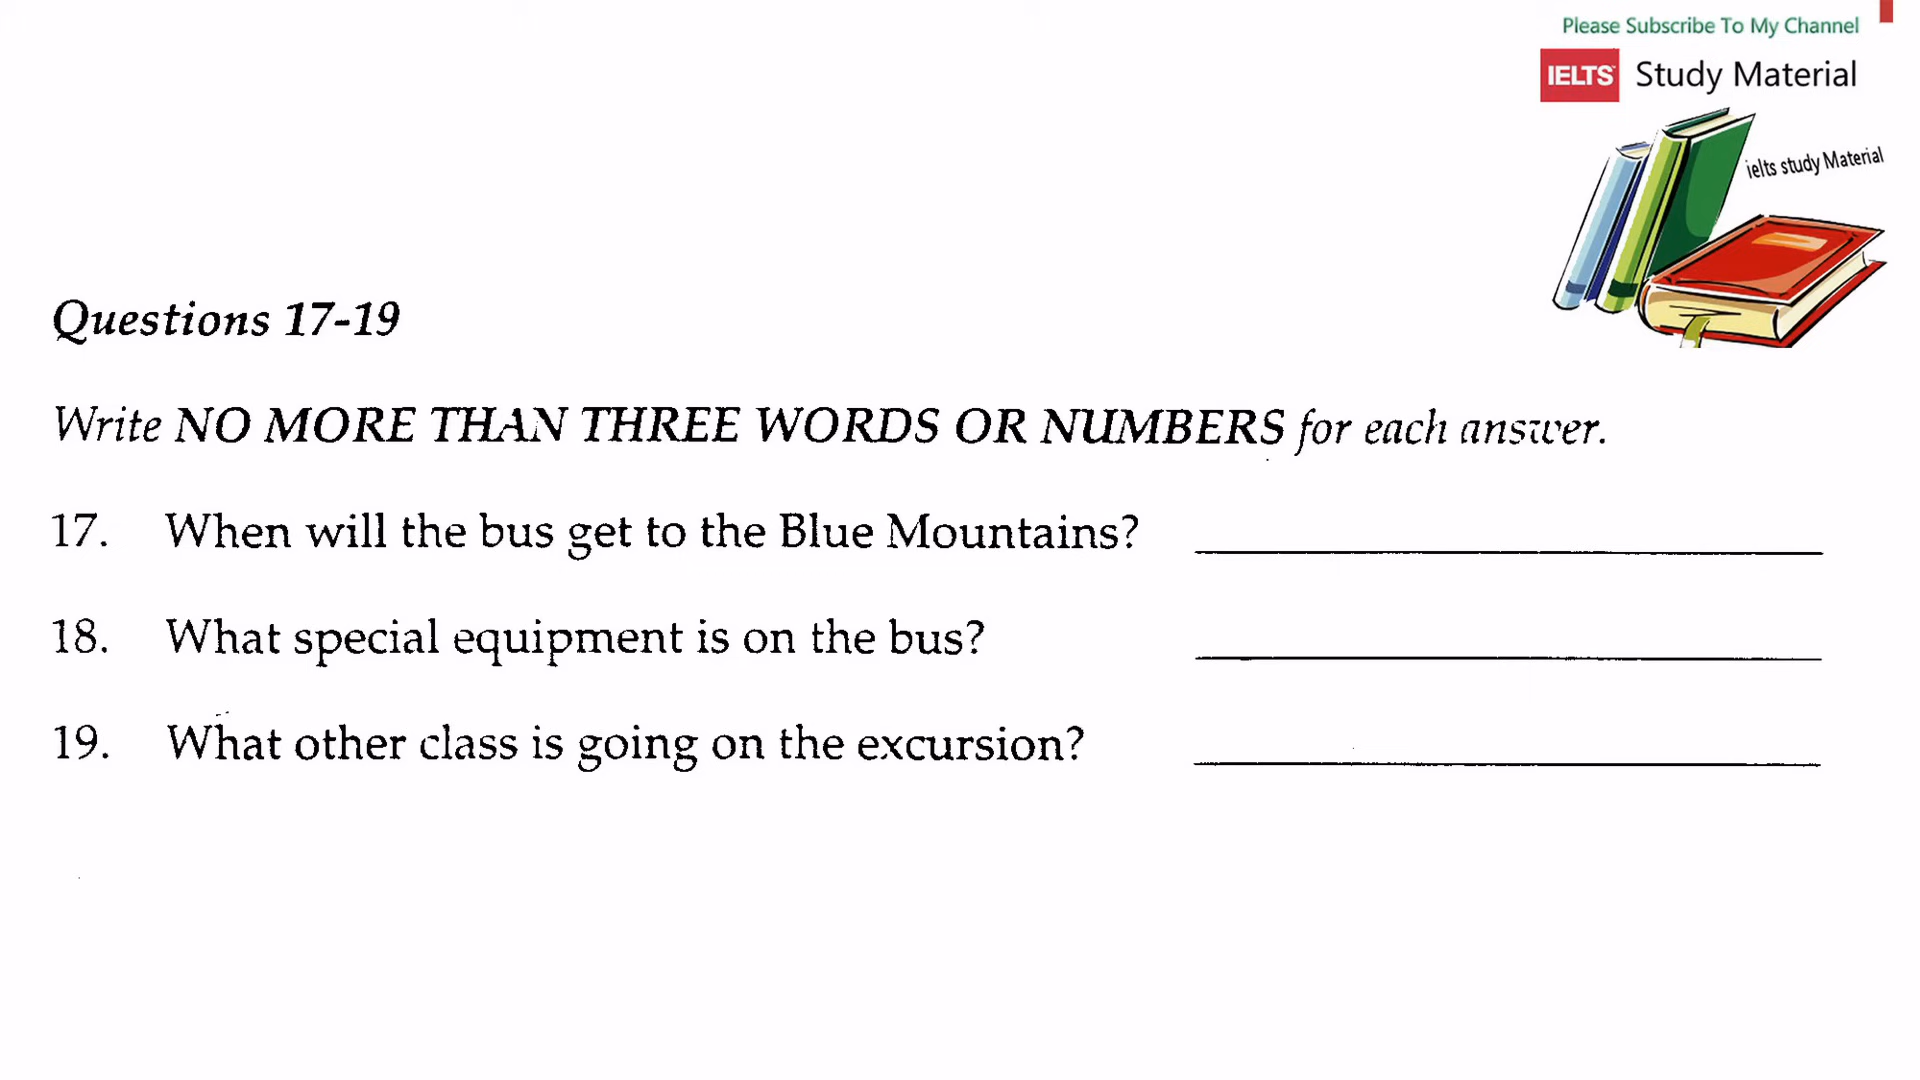 Please Subscribe To My Channel
IELTS Study Material
ielts study Material
Questions 17-19
Write NO MORE THAN THREE WORDS OR NUMBERS for each answer.
17. When will the bus get to the Blue Mountains?
18. What special equipment is on the bus?
19. What other class is going on the excursion?